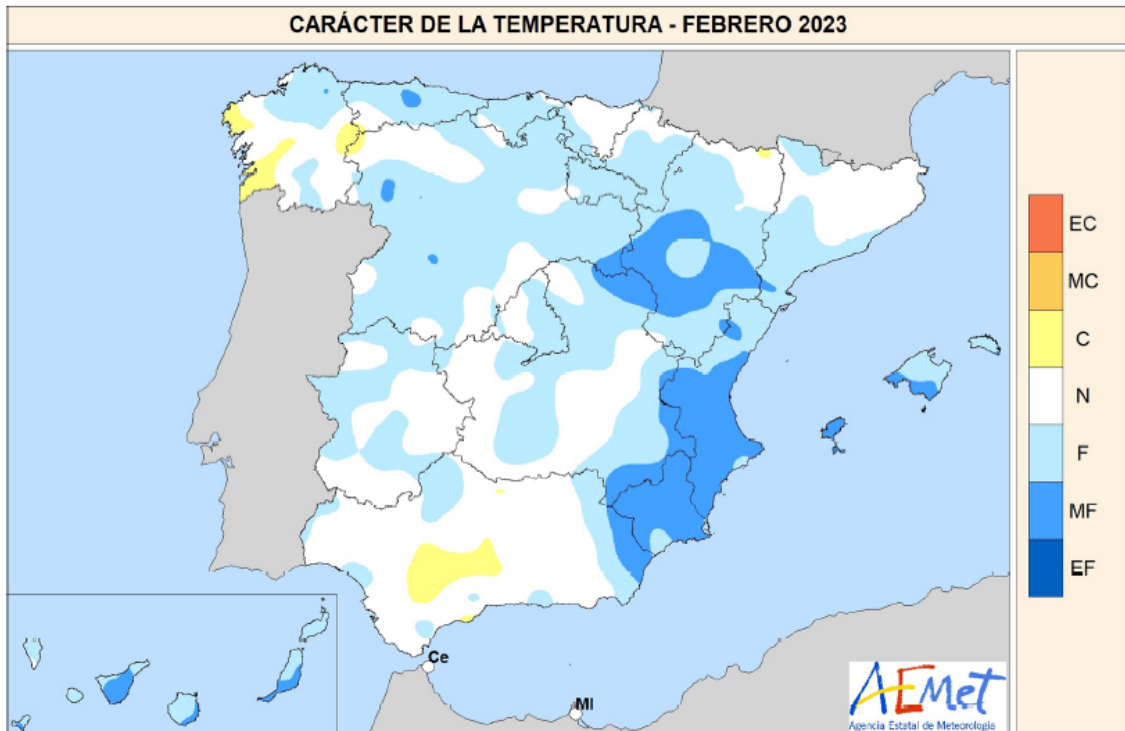 CARÁCTER DE LA TEMPERATURA - FEBRERO 2023
EC
MC
C
N
F
MF
EF
Ce
Ml
AEMet
Agencia Estatal de Meteorología